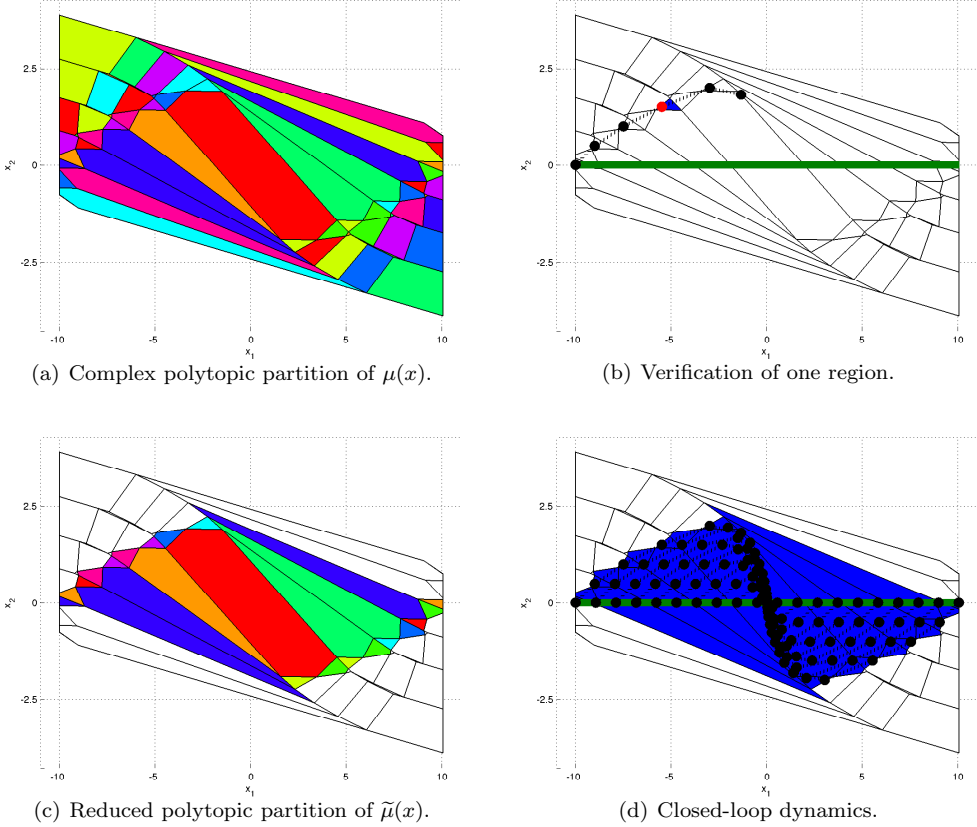 2.5
0
-2.5
x₂
-10 -5 0 5 10
x₁
(a) Complex polytopic partition of μ(x).
2.5
0
-2.5
x₂
-10 -5 0 5 10
x₁
(b) Verification of one region.
2.5
0
-2.5
x₂
-10 -5 0 5 10
x₁
(c) Reduced polytopic partition of μ̃(x).
2.5
0
-2.5
x₂
-10 -5 0 5 10
x₁
(d) Closed-loop dynamics.